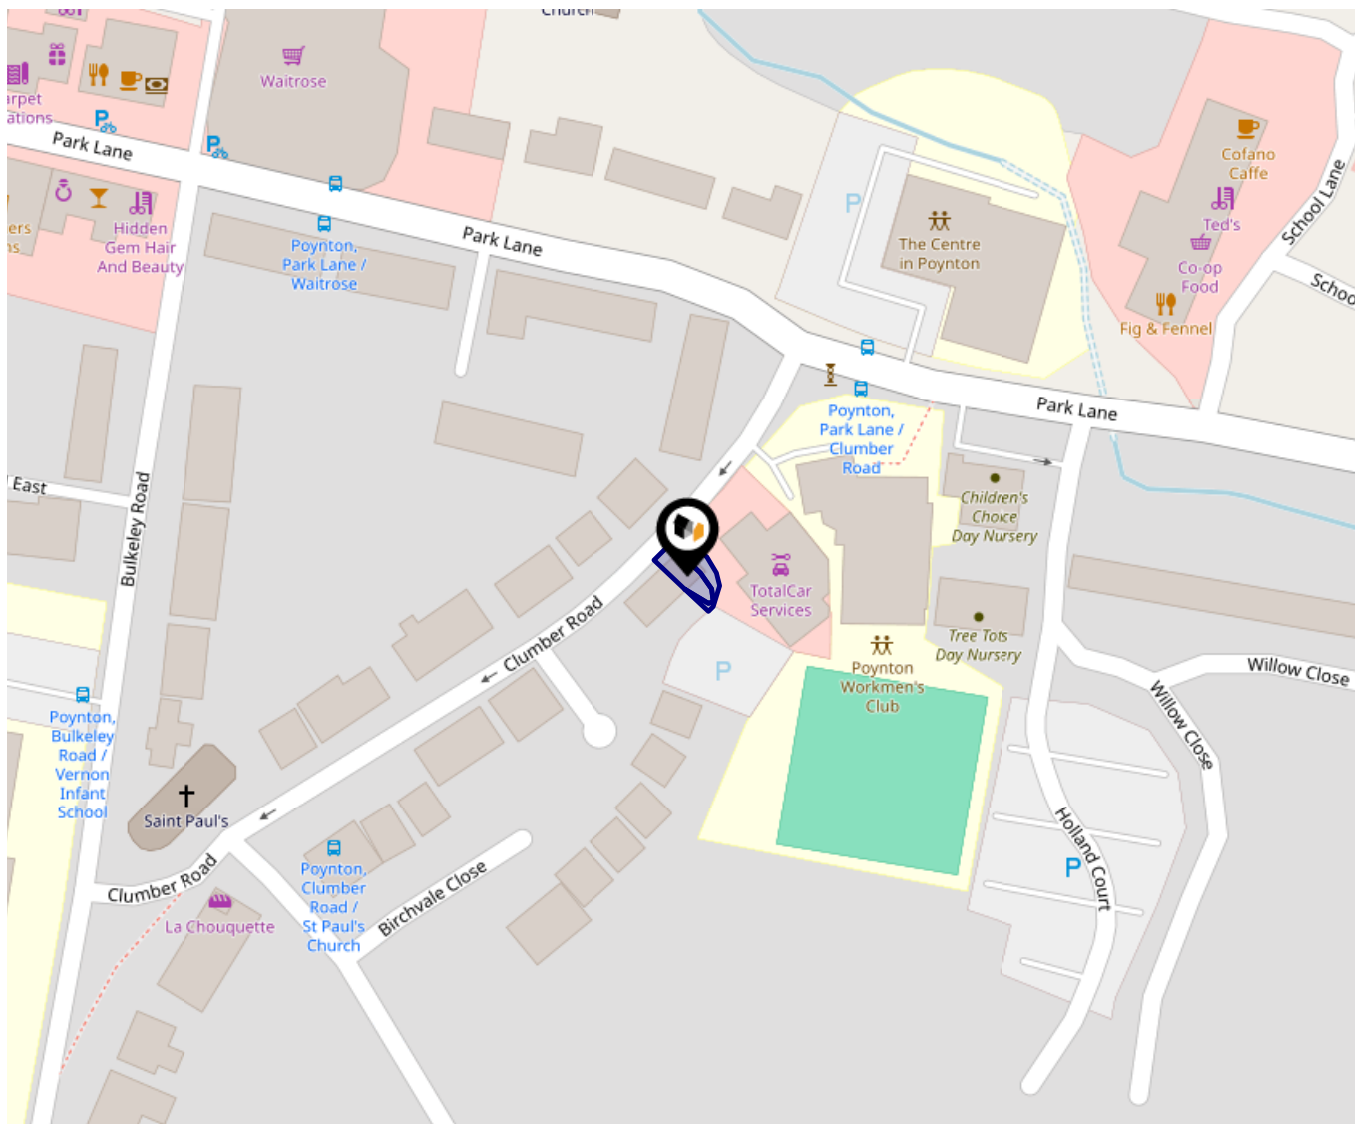 Church
Waitrose
arpet
ations
P
P
Park Lane
Cofano
Caffe
School Lane
P
Ted's
Hidden
Gem Hair
And Beauty
ers
ns
Poynton,
Park Lane /
Waitrose
Park Lane
The Centre
in Poynton
Co-op
Food
Schoo
Fig & Fennel
Poynton,
Park Lane /
Clumber
Road
Park Lane
East
Bulkeley Road
Children's
Choice
Day Nursery
TotalCar
Services
Clumber Road
Tree Tots
Day Nursery
P
Poynton
Workmen's
Club
Willow Close
Willow Close
Poynton,
Bulkeley
Road /
Vernon
Infant
School
Saint Paul's
Holland Court
P
Clumber Road
Poynton,
Clumber
Road /
St Paul's
Church
Birchvale Close
La Chouquette